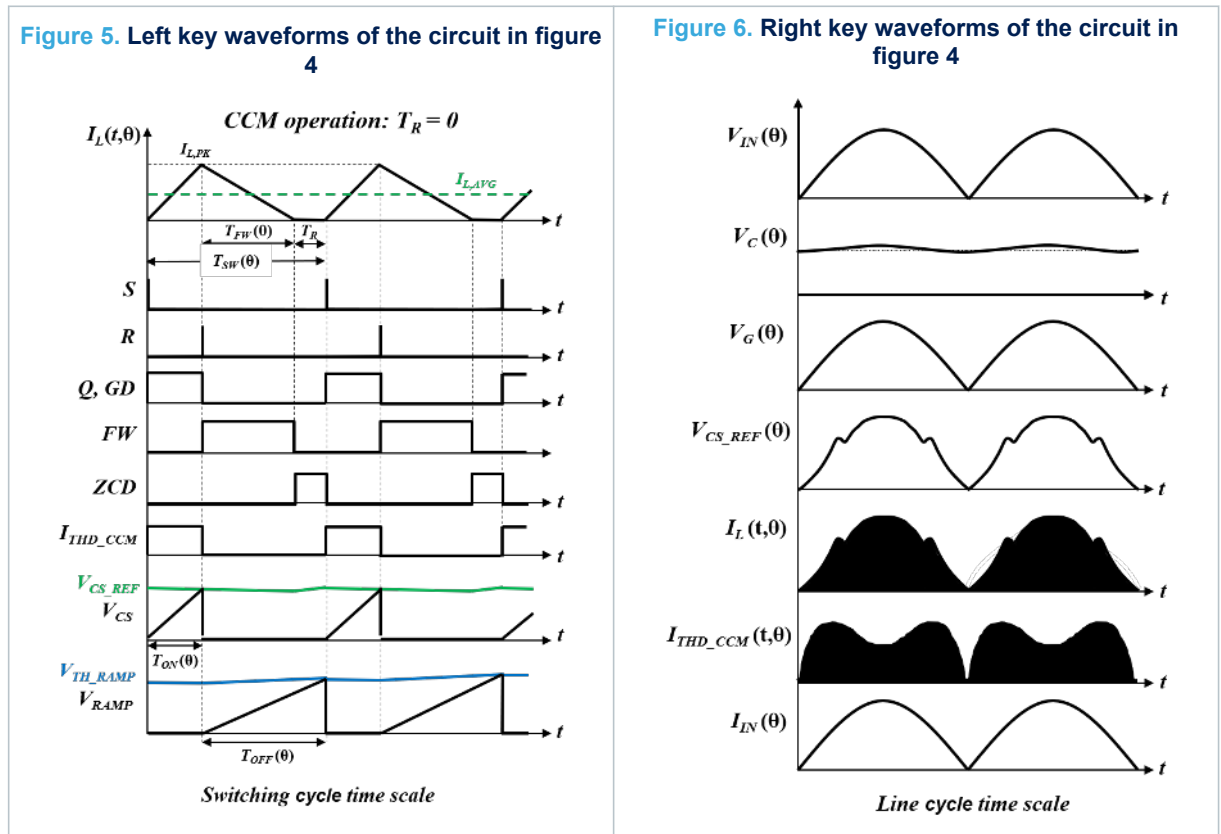 Figure 5. Left key waveforms of the circuit in figure
4
CCM operation: T_R = 0
I_L(t,θ)
I_L,PK
I_L,AVG
t
T_FW(θ)
T_R
T_SW(θ)
S
t
R
t
Q, GD
t
FW
t
ZCD
t
I_THD_CCM
t
V_CS_REF
V_CS
t
T_ON(θ)
V_TH_RAMP
V_RAMP
t
T_OFF(θ)
Switching cycle time scale
Figure 6. Right key waveforms of the circuit in
figure 4
V_IN(θ)
t
V_C(θ)
t
V_G(θ)
t
V_CS_REF(θ)
t
I_L(t,θ)
t
I_THD_CCM(t,θ)
t
I_IN(θ)
t
Line cycle time scale